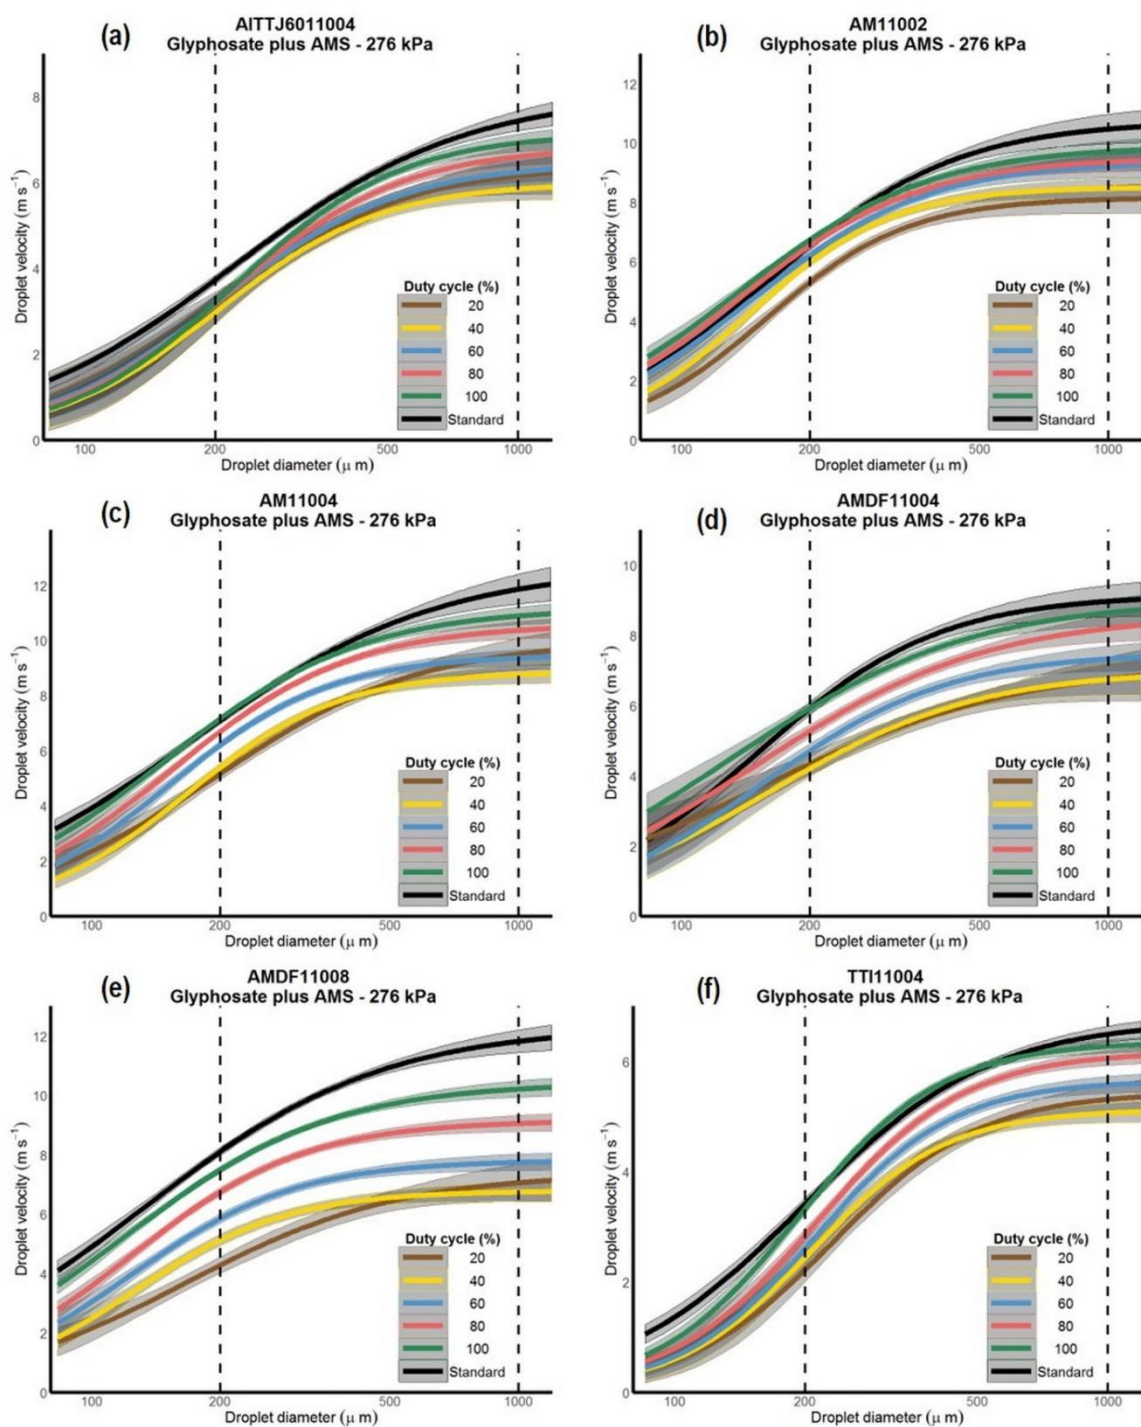 (a)
AITTJ6011004
Glyphosate plus AMS - 276 kPa
8
6
4
2
0
Droplet velocity (m s⁻¹)
Duty cycle (%)
20
40
60
80
100
Standard
100 200 500 1000
Droplet diameter (μ m)
(b)
AM11002
Glyphosate plus AMS - 276 kPa
12
10
8
6
4
2
0
Droplet velocity (m s⁻¹)
Duty cycle (%)
20
40
60
80
100
Standard
100 200 500 1000
Droplet diameter (μ m)
(c)
AM11004
Glyphosate plus AMS - 276 kPa
12
10
8
6
4
2
0
Droplet velocity (m s⁻¹)
Duty cycle (%)
20
40
60
80
100
Standard
100 200 500 1000
Droplet diameter (μ m)
(d)
AMDF11004
Glyphosate plus AMS - 276 kPa
10
8
6
4
2
0
Droplet velocity (m s⁻¹)
Duty cycle (%)
20
40
60
80
100
Standard
100 200 500 1000
Droplet diameter (μ m)
(e)
AMDF11008
Glyphosate plus AMS - 276 kPa
12
10
8
6
4
2
0
Droplet velocity (m s⁻¹)
Duty cycle (%)
20
40
60
80
100
Standard
100 200 500 1000
Droplet diameter (μ m)
(f)
TTI11004
Glyphosate plus AMS - 276 kPa
6
4
2
0
Droplet velocity (m s⁻¹)
Duty cycle (%)
20
40
60
80
100
Standard
100 200 500 1000
Droplet diameter (μ m)